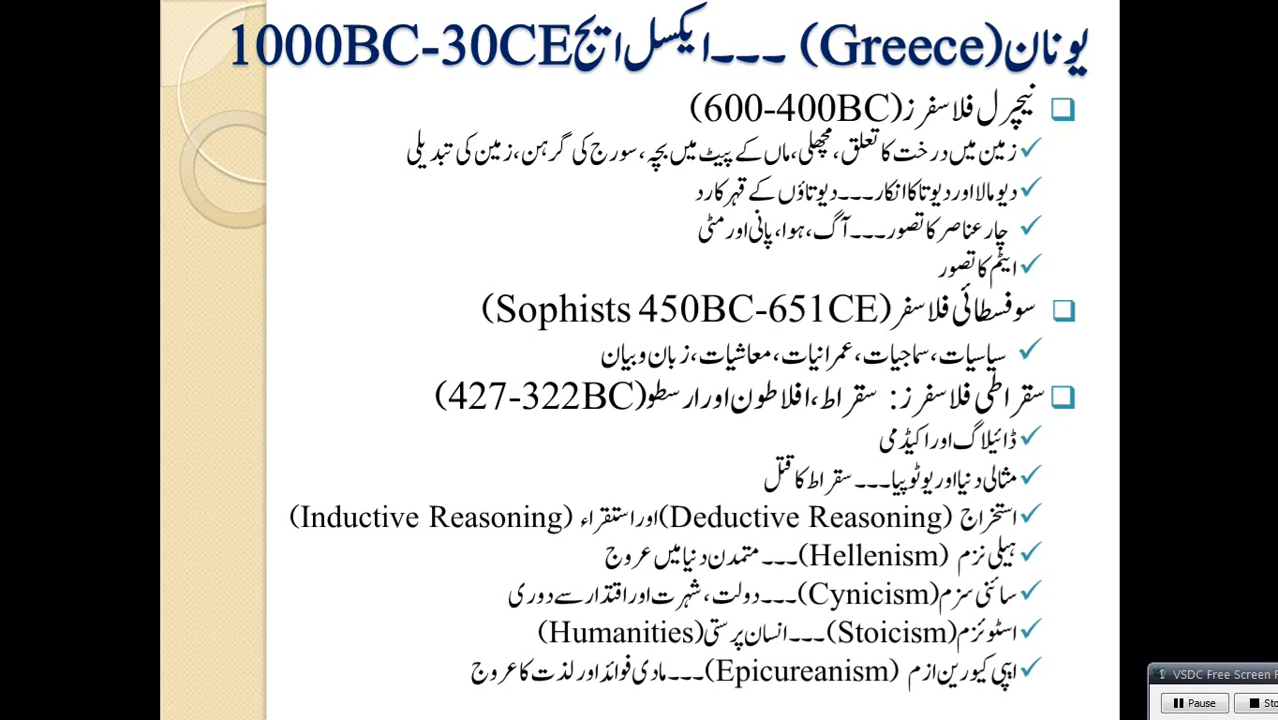 یونان(Greece) ۔۔۔ایکسل ایج1000BC-30CE
نیچرل فلاسفرز(600-400BC)
زمین میں درخت کا تعلق، مچھلی، ماں کے پیٹ میں بچہ، سورج کی گرہن، زمین کی تبدیلی
دیو مالا اور دیوتا کا انکار۔۔۔دیوتاؤں کے قہر کا رد
چار عناصر کا تصور۔۔۔آگ، ہوا، پانی اور مٹی
ایٹم کا تصور
سوفسطائی فلاسفر (Sophists 450BC-651CE)
سیاسیات، سماجیات، عمرانیات، معاشیات، زبان و بیان
سقراطی فلاسفرز: سقراط، افلاطون اور ارسطو(427-322BC)
ڈائیلاگ اور اکیڈمی
مثالی دنیا اور یوٹوپیا۔۔۔سقراط کا قتل
استخراج (Deductive Reasoning)اور استقراء (Inductive Reasoning)
ہیلی نزم (Hellenism)۔۔۔متمدن دنیا میں عروج
سائنی سزم(Cynicism)۔۔۔دولت، شہرت اور اقتدار سے دوری
اسٹوئزم(Stoicism)۔۔۔انسان پرستی(Humanities)
ایپی کیورین ازم (Epicureanism)۔۔۔مادی فوائد اور لذت کا عروج
VSDC Free Screen
Pause